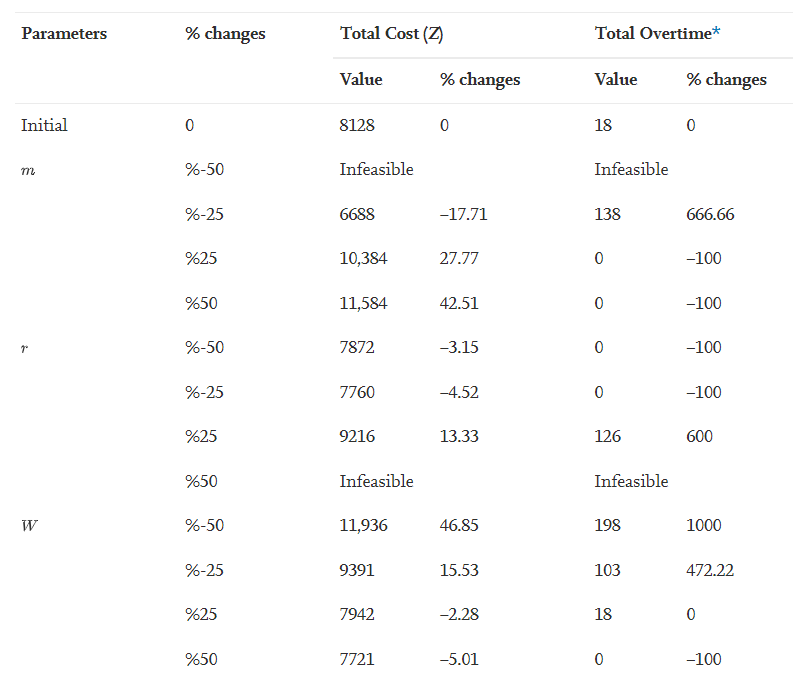 Parameters % changes Total Cost (Z) Total Overtime*
Value % changes Value % changes
Initial 0 8128 0 18 0
m %-50 Infeasible Infeasible
%-25 6688 –17.71 138 666.66
%25 10,384 27.77 0 –100
%50 11,584 42.51 0 –100
r %-50 7872 –3.15 0 –100
%-25 7760 –4.52 0 –100
%25 9216 13.33 126 600
%50 Infeasible Infeasible
W %-50 11,936 46.85 198 1000
%-25 9391 15.53 103 472.22
%25 7942 –2.28 18 0
%50 7721 –5.01 0 –100